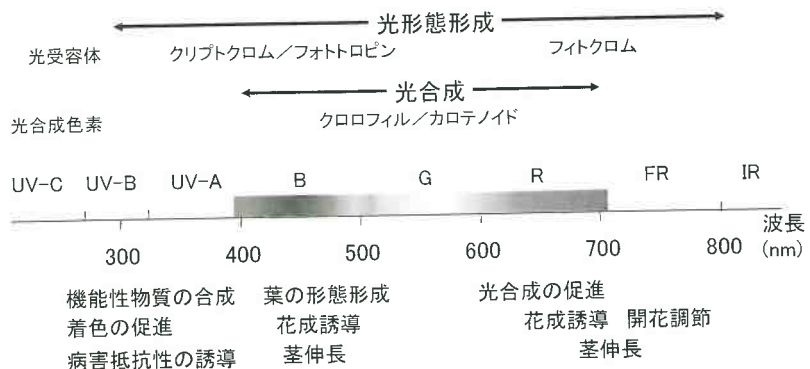 光形態形成
光受容体 クリプトクロム／フォトトロピン フィトクロム
光合成
光合成色素 クロロフィル／カロテノイド
UV-C UV-B UV-A B G R FR IR
300 400 500 600 700 800 波長
(nm)
機能性物質の合成 葉の形態形成 光合成の促進
着色の促進 花成誘導 花成誘導 開花調節
病害抵抗性の誘導 茎伸長 茎伸長